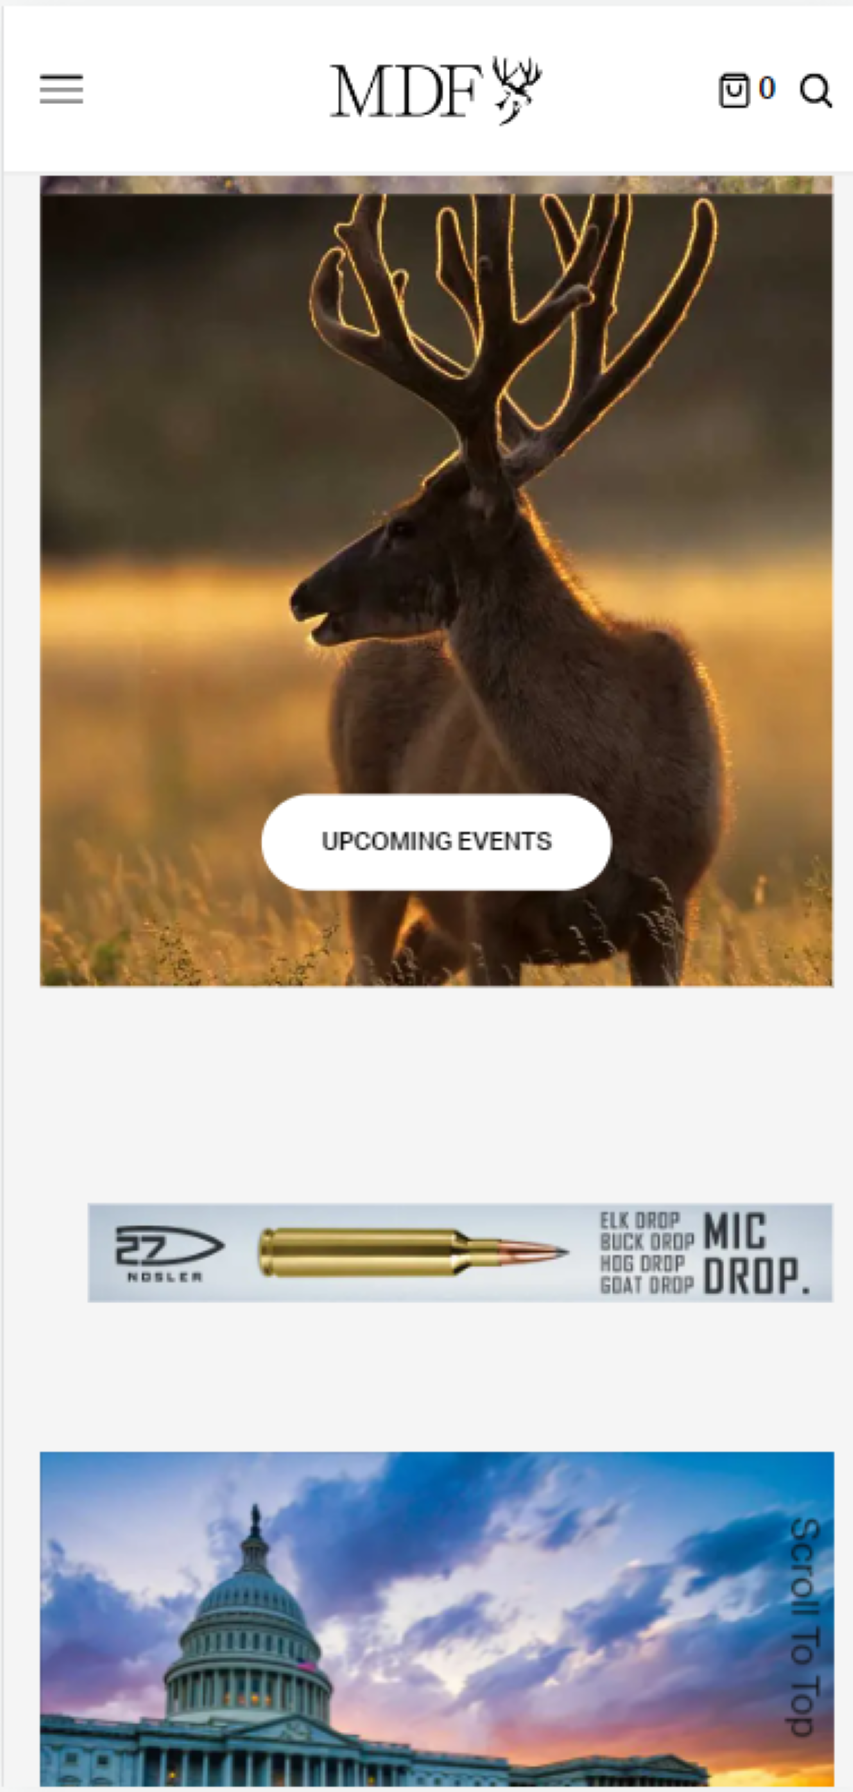 MDF
0
UPCOMING EVENTS
27
NOSLER
ELK DROP
BUCK DROP
HOG DROP
GOAT DROP
MIC
DROP.
Scroll To Top